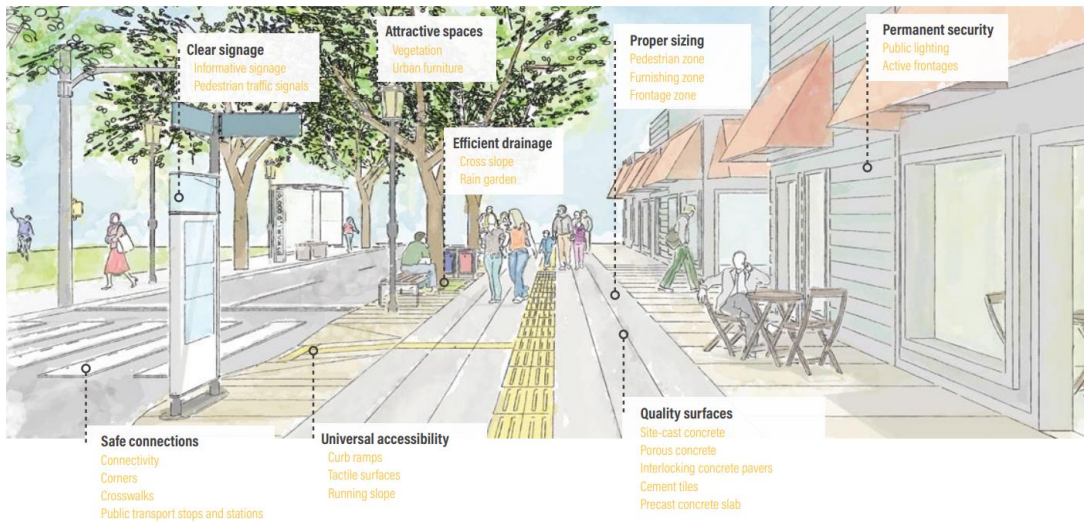 Clear signage
Informative signage
Pedestrian traffic signals
Attractive spaces
Vegetation
Urban furniture
Efficient drainage
Cross slope
Rain garden
Proper sizing
Pedestrian zone
Furnishing zone
Frontage zone
Permanent security
Public lighting
Active frontages
Safe connections
Connectivity
Corners
Crosswalks
Public transport stops and stations
Universal accessibility
Curb ramps
Tactile surfaces
Running slope
Quality surfaces
Site-cast concrete
Porous concrete
Interlocking concrete pavers
Cement tiles
Precast concrete slab